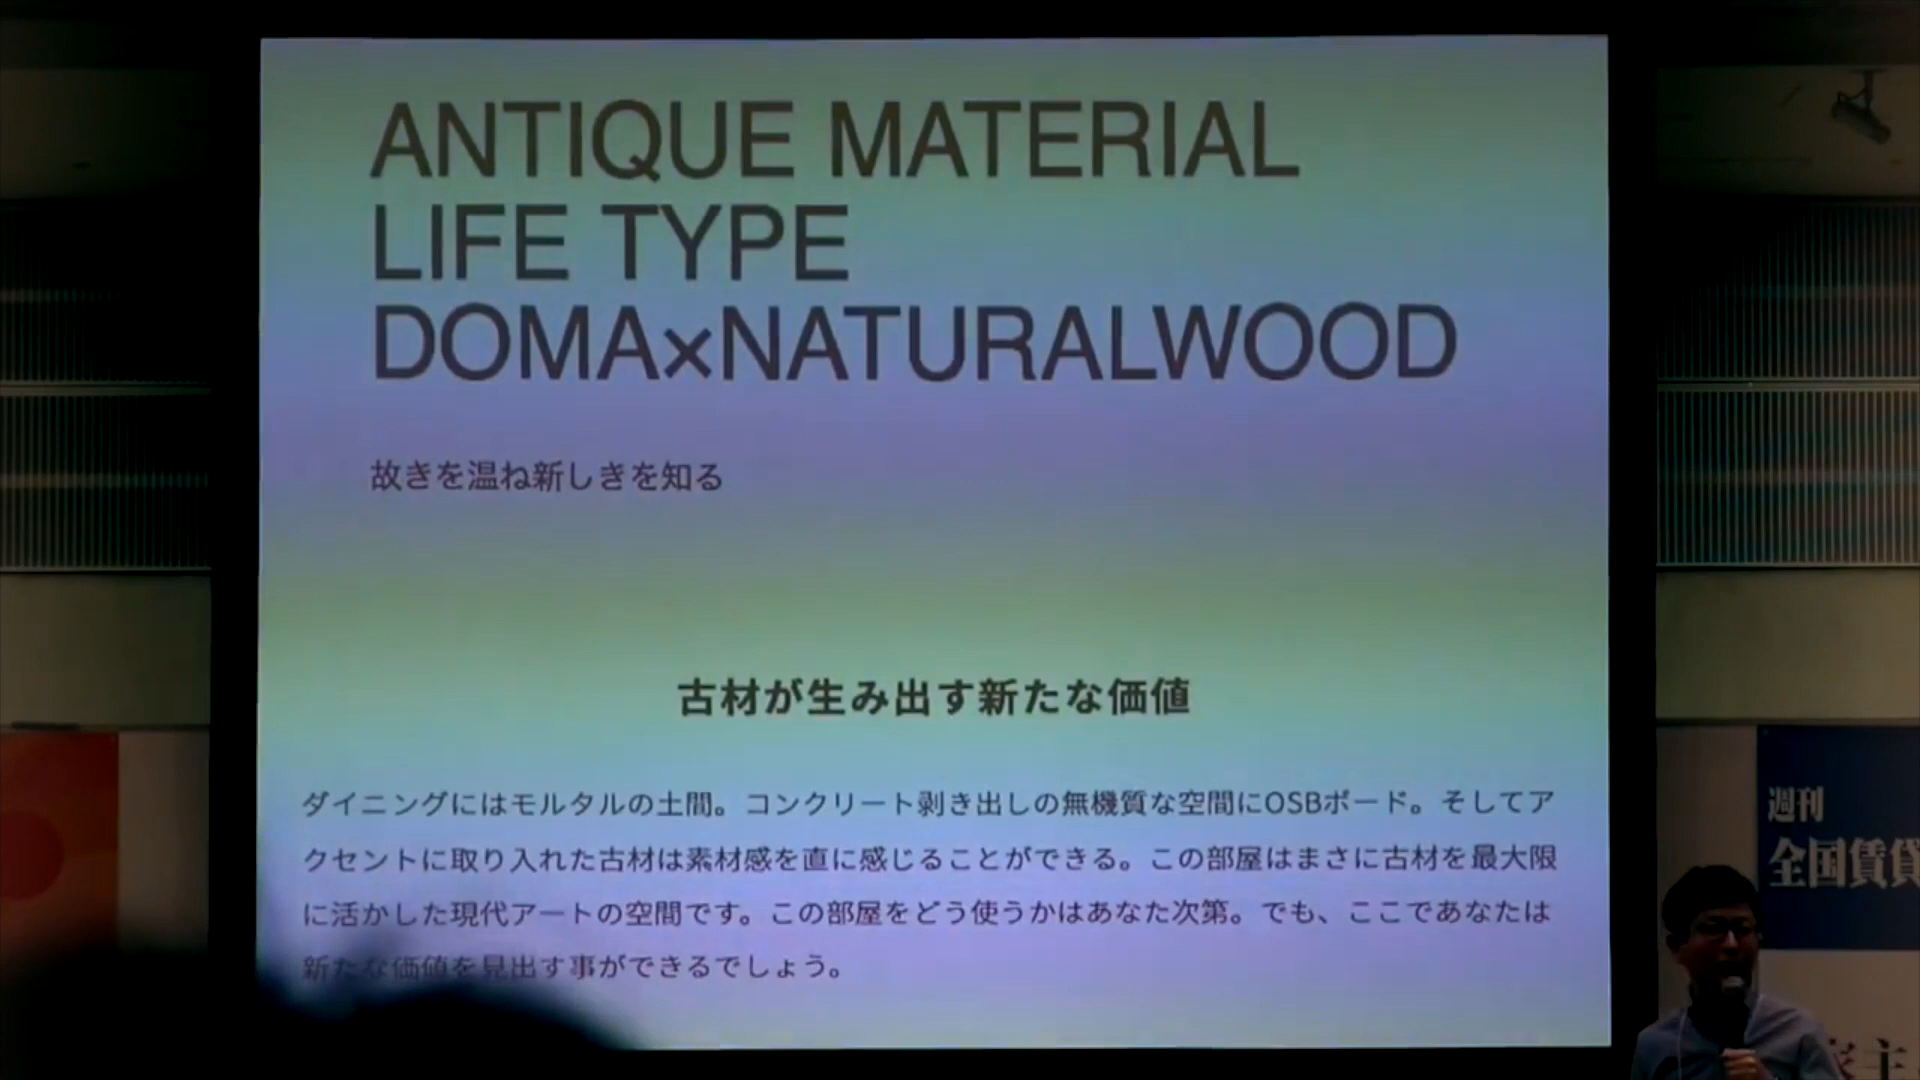 ANTIQUE MATERIAL
LIFE TYPE
DOMA×NATURALWOOD
故きを温ね新しきを知る
古材が生み出す新たな価値
ダイニングにはモルタルの土間。コンクリート剥き出しの無機質な空間にOSBボード。そしてア
クセントに取り入れた古材は素材感を直に感じることができる。この部屋はまさに古材を最大限
に活かした現代アートの空間です。この部屋をどう使うかはあなた次第。でも、ここであなたは
新たな価値を見出す事ができるでしょう。
週刊
全国賃貸
主